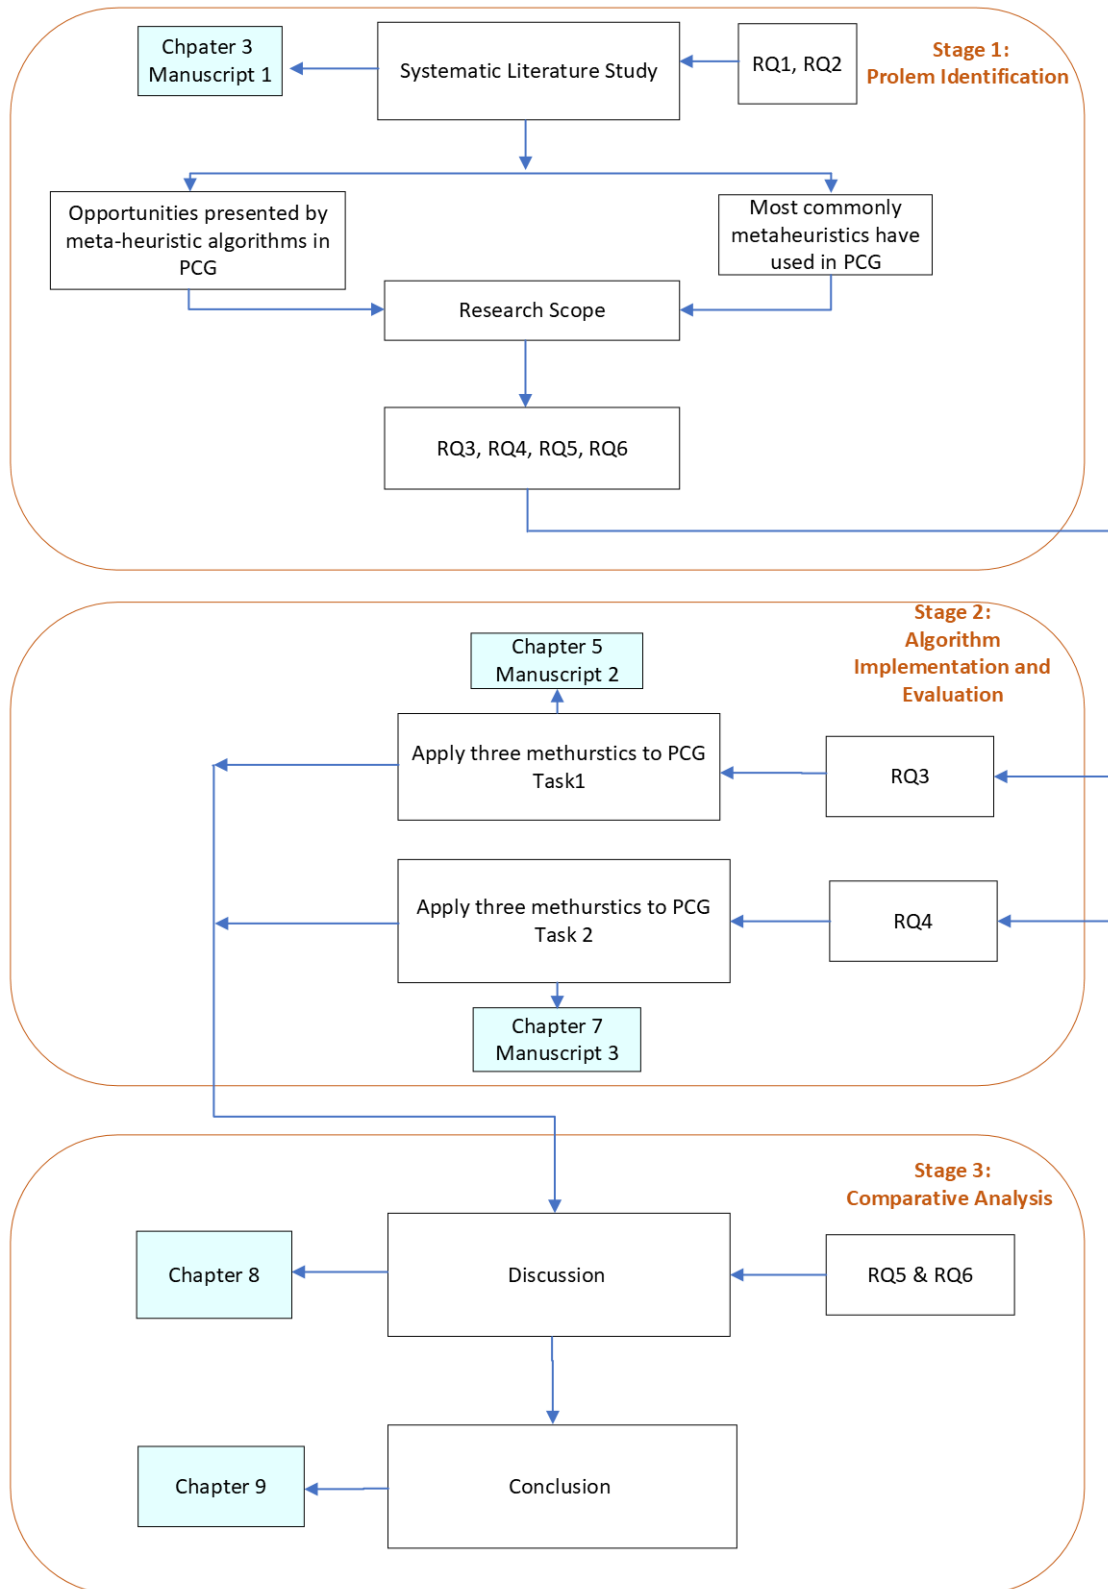 Stage 1:
Prolem Identification
Chpater 3
Manuscript 1
Systematic Literature Study
RQ1, RQ2
Opportunities presented by
meta-heuristic algorithms in
PCG
Most commonly
metaheuristics have
used in PCG
Research Scope
RQ3, RQ4, RQ5, RQ6
Stage 2:
Algorithm
Implementation and
Evaluation
Chapter 5
Manuscript 2
Apply three methurstics to PCG
Task1
RQ3
Apply three methurstics to PCG
Task 2
RQ4
Chapter 7
Manuscript 3
Stage 3:
Comparative Analysis
Chapter 8
Discussion
RQ5 & RQ6
Chapter 9
Conclusion